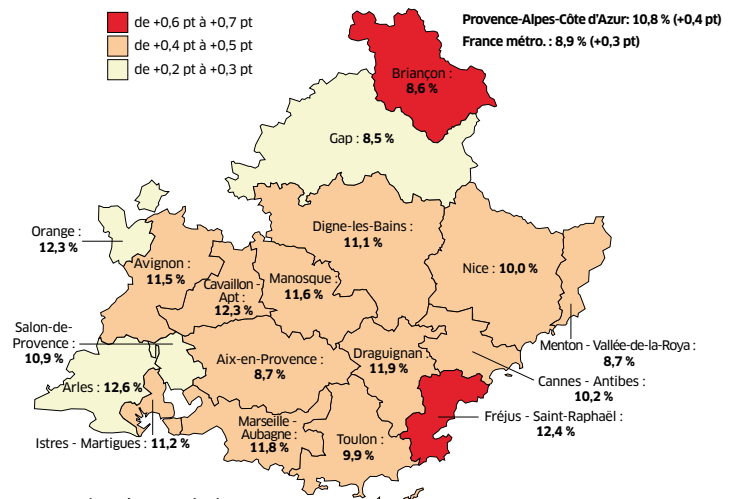 de +0,6 pt à +0,7 pt
de +0,4 pt à +0,5 pt
de +0,2 pt à +0,3 pt
Provence-Alpes-Côte d'Azur: 10,8 % (+0,4 pt)
France métro. : 8,9 % (+0,3 pt)
Briançon :
8,6 %
Gap : 8,5 %
Orange :
12,3 %
Avignon :
11,5 %
Cavaillon -
Apt :
12,3 %
Manosque :
11,6 %
Digne-les-Bains :
11,1 %
Nice : 10,0 %
Salon-de-
Provence :
10,9 %
Arles : 12,6 %
Aix-en-Provence :
8,7 %
Draguignan :
11,9 %
Menton - Vallée-de-la-Roya :
8,7 %
Cannes - Antibes :
10,2 %
Fréjus - Saint-Raphaël :
12,4 %
Istres - Martigues : 11,2 %
Marseille -
Aubagne :
11,8 %
Toulon :
9,9 %